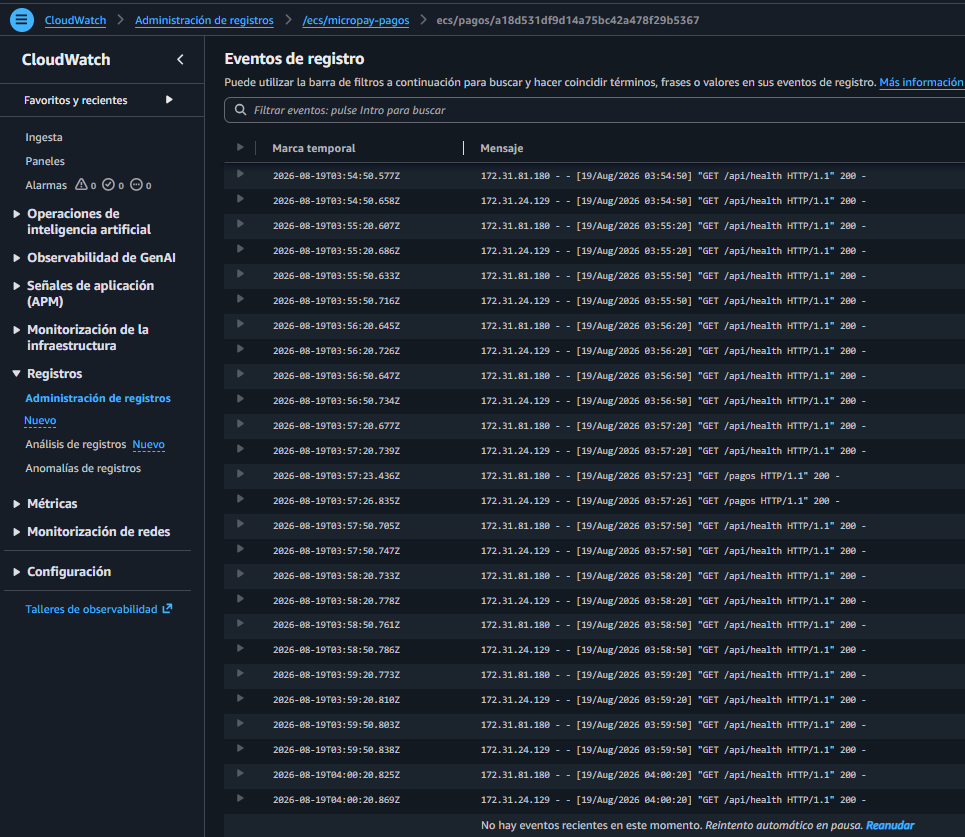 CloudWatch > Administración de registros > /ecs/micropay-pagos > ecs/pagos/a18d531df9d14a75bc42a478f29b5367
CloudWatch
Favoritos y recientes
Ingesta
Paneles
Alarmas 0 0 0
Operaciones de
inteligencia artificial
Observabilidad de GenAI
Señales de aplicación
(APM)
Monitorización de la
infraestructura
Registros
Administración de registros
Nuevo
Análisis de registros Nuevo
Anomalías de registros
Métricas
Monitorización de redes
Configuración
Talleres de observabilidad
Eventos de registro
Puede utilizar la barra de filtros a continuación para buscar y hacer coincidir términos, frases o valores en sus eventos de registro. Más información
Filtrar eventos: pulse Intro para buscar
Marca temporal Mensaje
2026-08-19T03:54:50.577Z 172.31.81.180 - - [19/Aug/2026 03:54:50] "GET /api/health HTTP/1.1" 200 -
2026-08-19T03:54:50.658Z 172.31.24.129 - - [19/Aug/2026 03:54:50] "GET /api/health HTTP/1.1" 200 -
2026-08-19T03:55:20.607Z 172.31.81.180 - - [19/Aug/2026 03:55:20] "GET /api/health HTTP/1.1" 200 -
2026-08-19T03:55:20.686Z 172.31.24.129 - - [19/Aug/2026 03:55:20] "GET /api/health HTTP/1.1" 200 -
2026-08-19T03:55:50.633Z 172.31.81.180 - - [19/Aug/2026 03:55:50] "GET /api/health HTTP/1.1" 200 -
2026-08-19T03:55:50.716Z 172.31.24.129 - - [19/Aug/2026 03:55:50] "GET /api/health HTTP/1.1" 200 -
2026-08-19T03:56:20.645Z 172.31.81.180 - - [19/Aug/2026 03:56:20] "GET /api/health HTTP/1.1" 200 -
2026-08-19T03:56:20.726Z 172.31.24.129 - - [19/Aug/2026 03:56:20] "GET /api/health HTTP/1.1" 200 -
2026-08-19T03:56:50.647Z 172.31.81.180 - - [19/Aug/2026 03:56:50] "GET /api/health HTTP/1.1" 200 -
2026-08-19T03:56:50.734Z 172.31.24.129 - - [19/Aug/2026 03:56:50] "GET /api/health HTTP/1.1" 200 -
2026-08-19T03:57:20.677Z 172.31.81.180 - - [19/Aug/2026 03:57:20] "GET /api/health HTTP/1.1" 200 -
2026-08-19T03:57:20.739Z 172.31.24.129 - - [19/Aug/2026 03:57:20] "GET /api/health HTTP/1.1" 200 -
2026-08-19T03:57:23.436Z 172.31.81.180 - - [19/Aug/2026 03:57:23] "GET /pagos HTTP/1.1" 200 -
2026-08-19T03:57:26.835Z 172.31.24.129 - - [19/Aug/2026 03:57:26] "GET /pagos HTTP/1.1" 200 -
2026-08-19T03:57:50.705Z 172.31.81.180 - - [19/Aug/2026 03:57:50] "GET /api/health HTTP/1.1" 200 -
2026-08-19T03:57:50.747Z 172.31.24.129 - - [19/Aug/2026 03:57:50] "GET /api/health HTTP/1.1" 200 -
2026-08-19T03:58:20.733Z 172.31.81.180 - - [19/Aug/2026 03:58:20] "GET /api/health HTTP/1.1" 200 -
2026-08-19T03:58:20.778Z 172.31.24.129 - - [19/Aug/2026 03:58:20] "GET /api/health HTTP/1.1" 200 -
2026-08-19T03:58:50.761Z 172.31.81.180 - - [19/Aug/2026 03:58:50] "GET /api/health HTTP/1.1" 200 -
2026-08-19T03:58:50.786Z 172.31.24.129 - - [19/Aug/2026 03:58:50] "GET /api/health HTTP/1.1" 200 -
2026-08-19T03:59:20.773Z 172.31.81.180 - - [19/Aug/2026 03:59:20] "GET /api/health HTTP/1.1" 200 -
2026-08-19T03:59:20.810Z 172.31.24.129 - - [19/Aug/2026 03:59:20] "GET /api/health HTTP/1.1" 200 -
2026-08-19T03:59:50.803Z 172.31.81.180 - - [19/Aug/2026 03:59:50] "GET /api/health HTTP/1.1" 200 -
2026-08-19T03:59:50.838Z 172.31.24.129 - - [19/Aug/2026 03:59:50] "GET /api/health HTTP/1.1" 200 -
2026-08-19T04:00:20.825Z 172.31.81.180 - - [19/Aug/2026 04:00:20] "GET /api/health HTTP/1.1" 200 -
2026-08-19T04:00:20.869Z 172.31.24.129 - - [19/Aug/2026 04:00:20] "GET /api/health HTTP/1.1" 200 -
No hay eventos recientes en este momento. Reintento automático en pausa. Reanudar